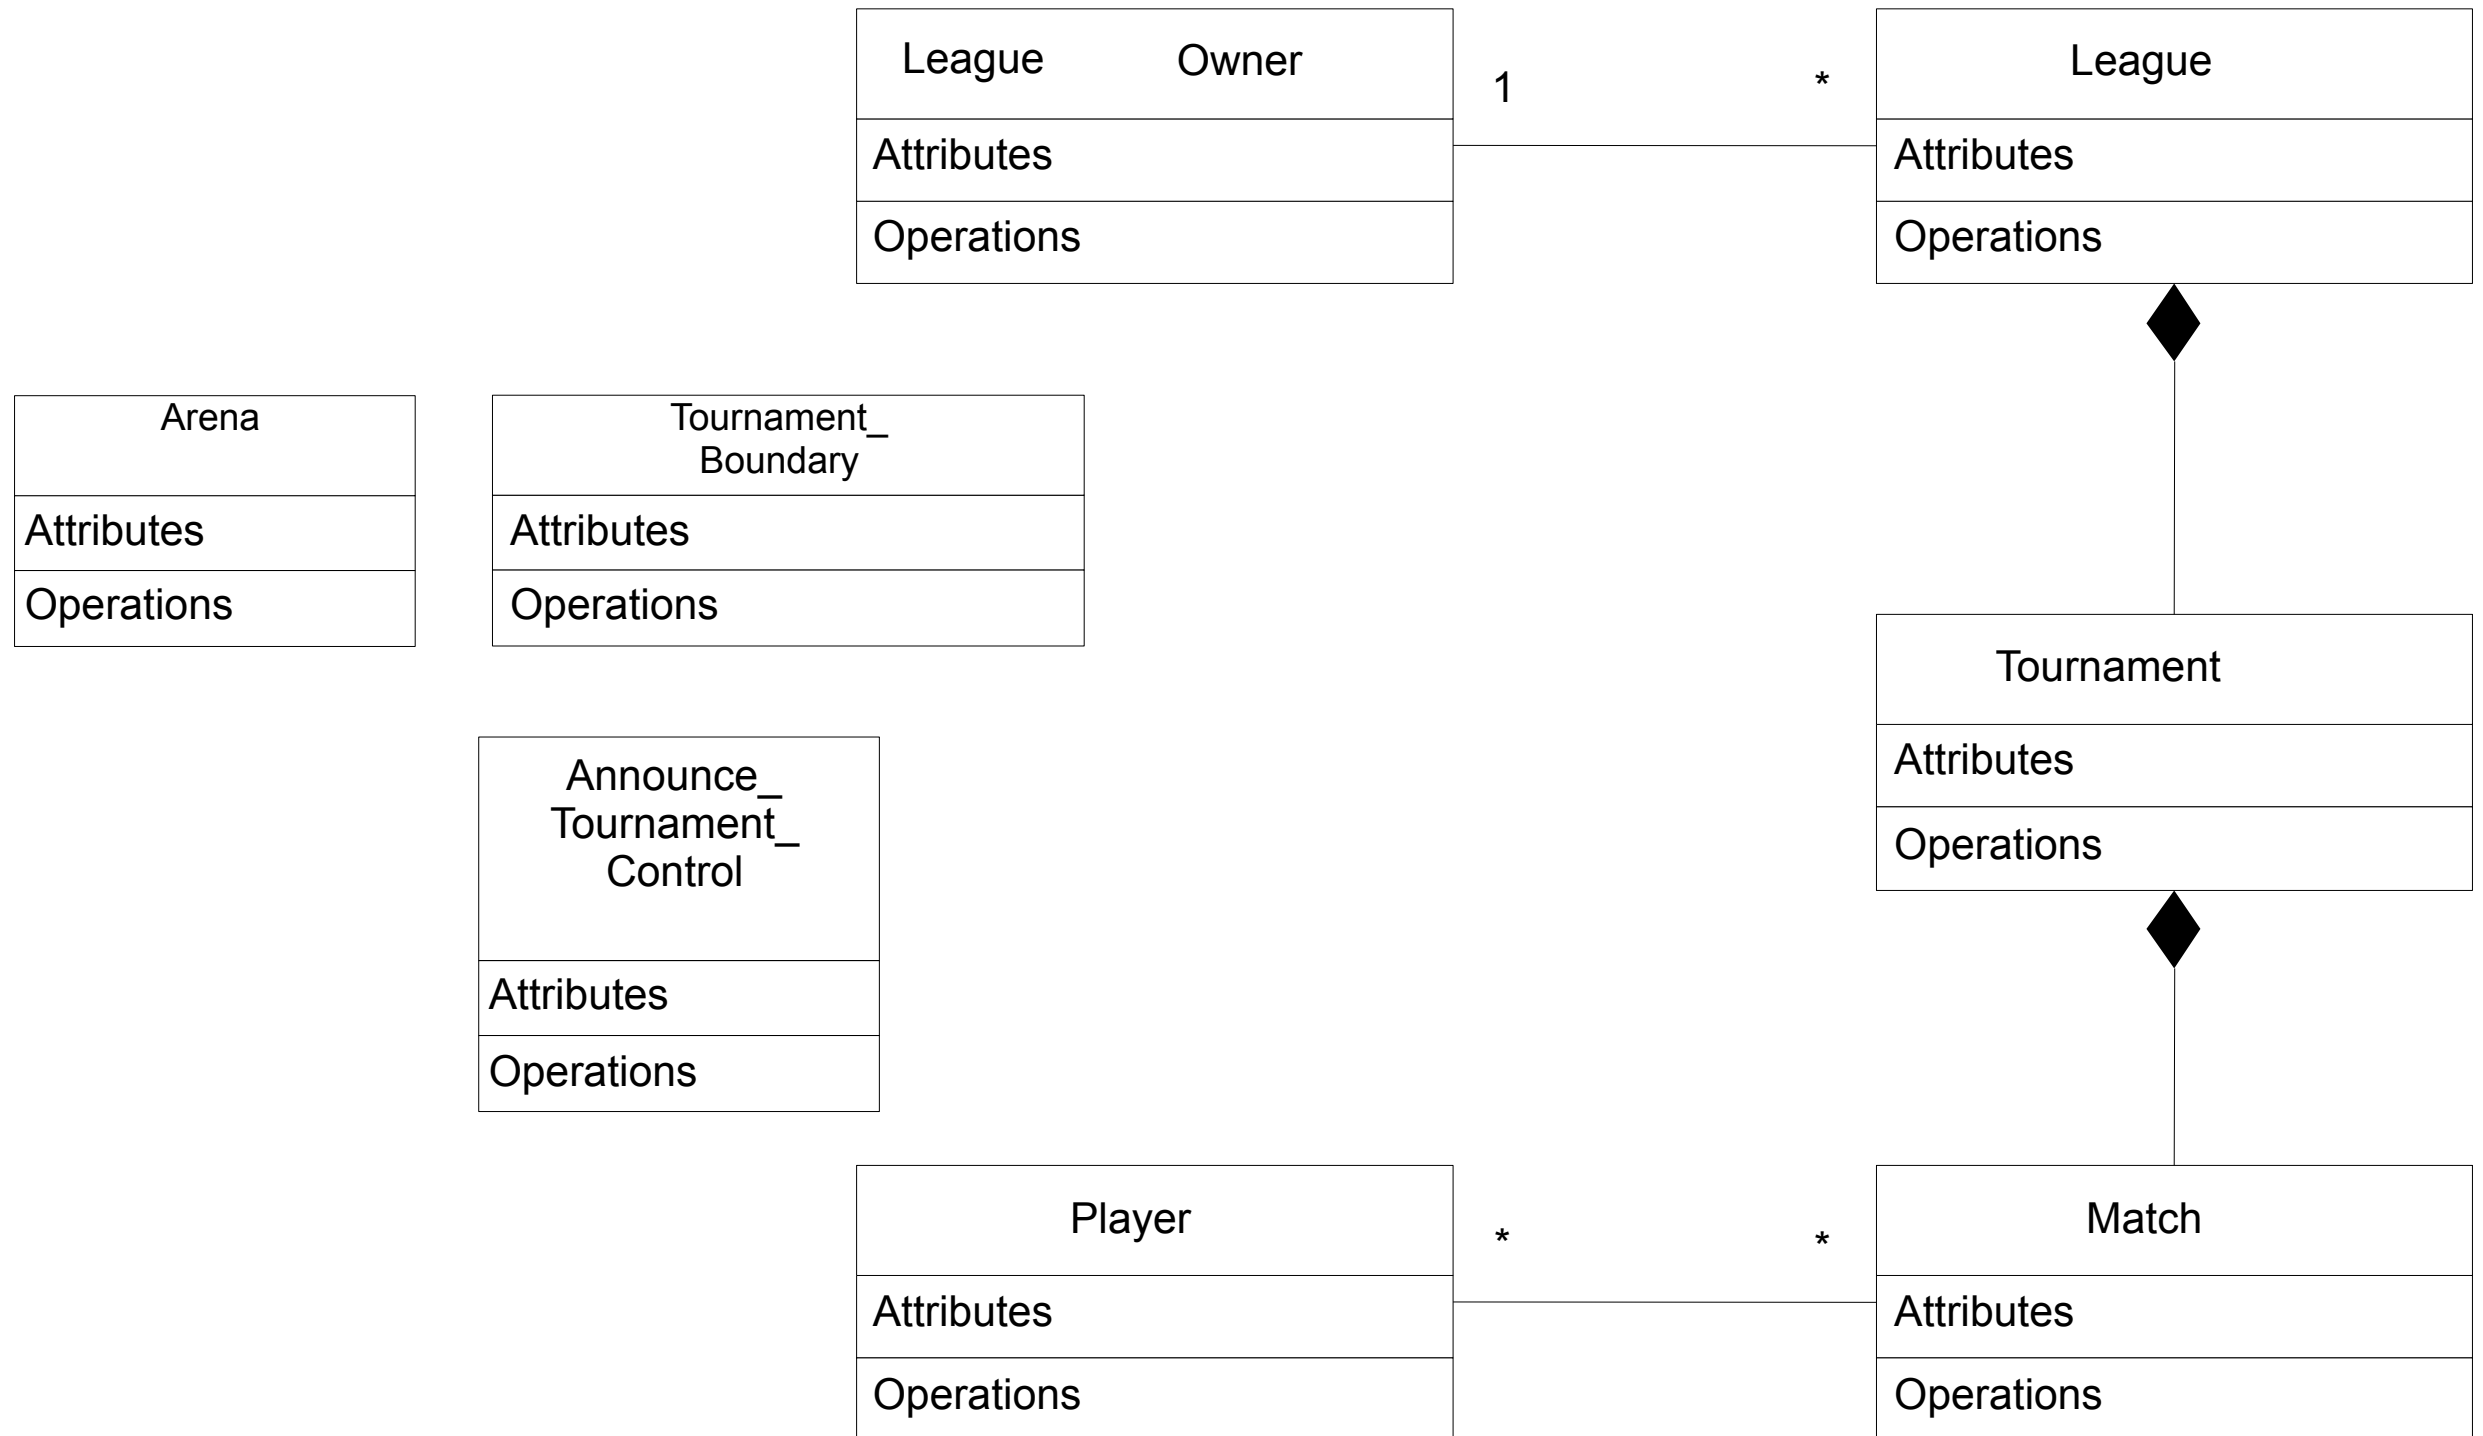 League Owner
Attributes
Operations
1 *
League
Attributes
Operations
Arena
Attributes
Operations
Tournament_
Boundary
Attributes
Operations
Tournament
Attributes
Operations
Announce_
Tournament_
Control
Attributes
Operations
Player
Attributes
Operations
* *
Match
Attributes
Operations